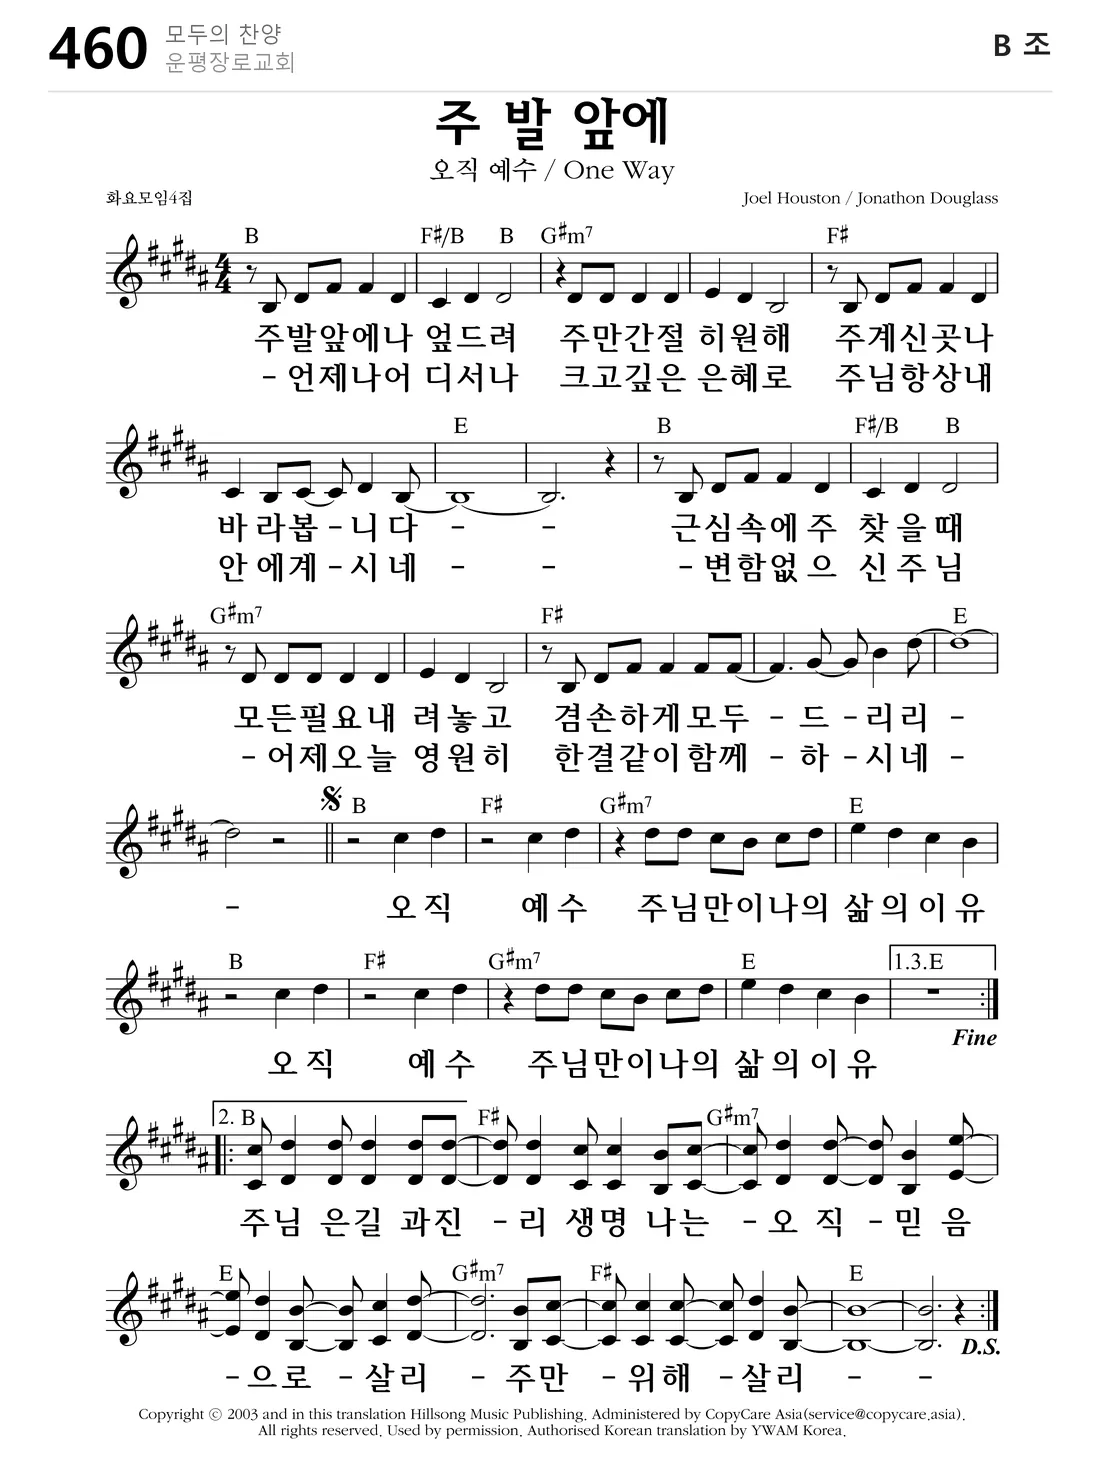 460 모두의 찬양
운평장로교회
B 조
주 발 앞에
오직 예수 / One Way
화요모임4집
Joel Houston / Jonathon Douglass
B F#/B B G#m7 F#
주발앞에나 엎드려 주만간절 히원해 주계신곳나
- 언제나어 디서나 크고깊은 은혜로 주님항상내
E B F#/B B
바 라봅 - 니 다 - - 근심속에 주 찾 을 때
안 에계 - 시 네 - - - 변함없 으 신 주 님
G#m7 F# E
모든필요내 려놓고 겸손하게모두 - 드 - 리리 -
- 어제오늘 영원히 한결같이함께 - 하 - 시네 -
B F# G#m7 E
- 오 직 예 수 주님만이나의 삶의이유
B F# G#m7 E 1.3.E
Fine
오 직 예 수 주님만이나의 삶의이유
2. B F# G#m7
주님 은길 과진 - 리 생명 나는 - 오 직 - 믿 음
E G#m7 F# E
D.S.
- 으로 - 살리 - 주만 - 위해 - 살리 - -
Copyright ⓒ 2003 and in this translation Hillsong Music Publishing. Administered by CopyCare Asia(service@copycare.asia).
All rights reserved. Used by permission. Authorised Korean translation by YWAM Korea.